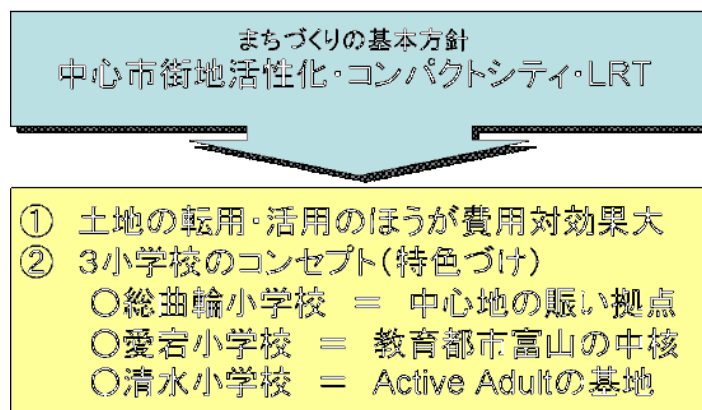 まちづくりの基本方針
中心市街地活性化・コンパクトシティ・LRT
① 土地の転用・活用のほうが費用対効果大
② 3小学校のコンセプト(特色づけ)
○総曲輪小学校 = 中心地の賑い拠点
○愛宕小学校 = 教育都市富山の中核
○清水小学校 = Active Adultの基地